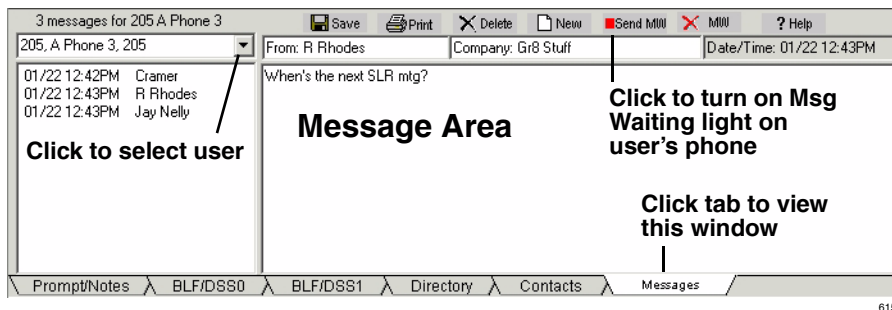 3 messages for 205 A Phone 3
Save Print Delete New Send MW MW ? Help
205, A Phone 3, 205
From: R Rhodes
Company: Gr8 Stuff
Date/Time: 01/22 12:43PM
01/22 12:42PM Cramer
01/22 12:43PM R Rhodes
01/22 12:43PM Jay Nelly
When's the next SLR mtg?
Click to select user
Message Area
Click to turn on Msg
Waiting light on
user's phone
Click tab to view
this window
Prompt/Notes BLF/DSS0 BLF/DSS1 Directory Contacts Messages